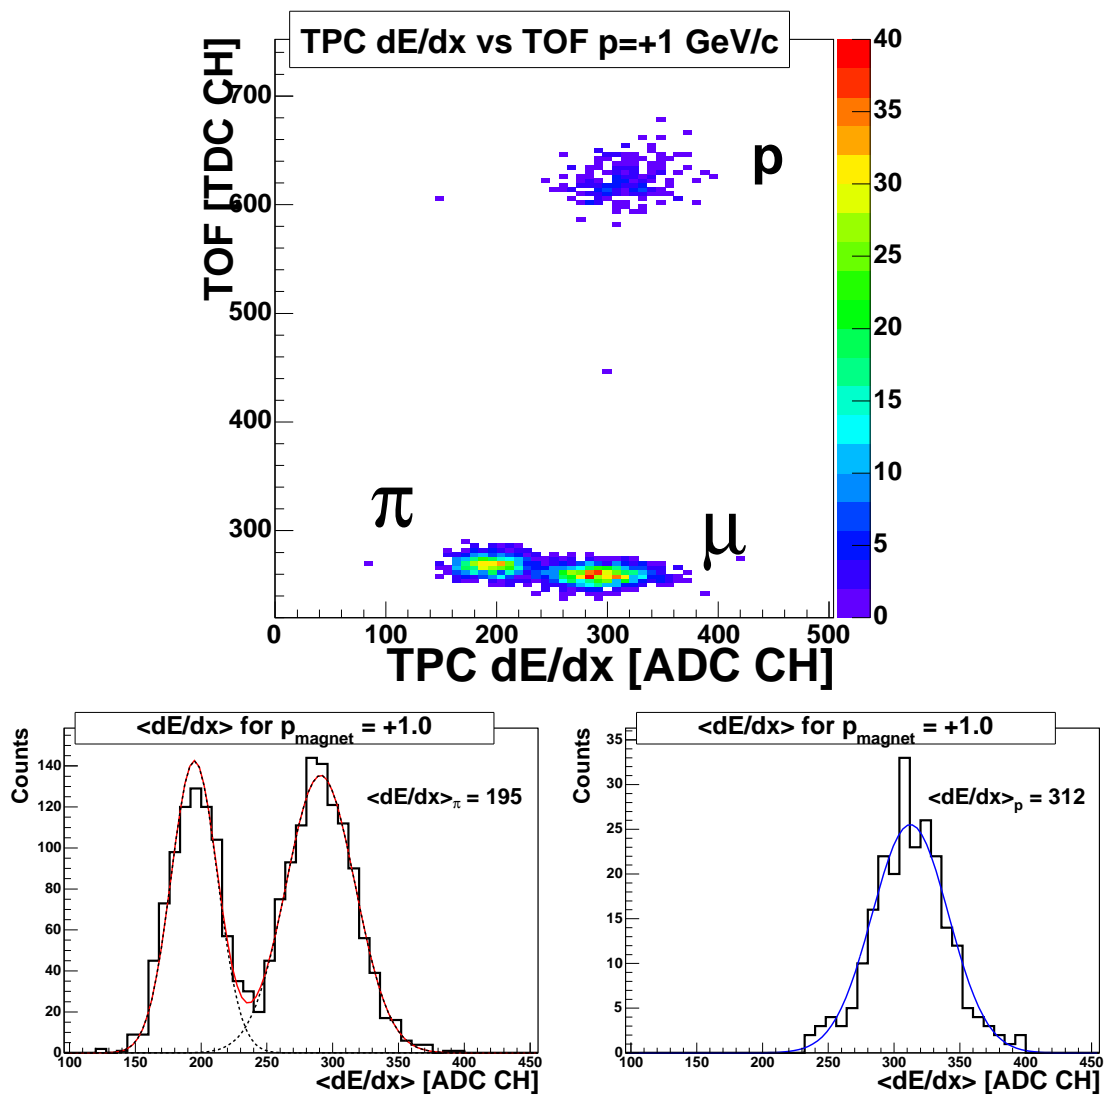 TPC dE/dx vs TOF p=+1 GeV/c
TOF [TDC CH]
700
600
500
400
300
p
π
μ
0 100 200 300 400 500
TPC dE/dx [ADC CH]
40
35
30
25
20
15
10
5
0
<dE/dx> for p_magnet = +1.0
Counts
140
120
100
80
60
40
20
0
<dE/dx>_π = 195
100 150 200 250 300 350 400 450
<dE/dx> [ADC CH]
<dE/dx> for p_magnet = +1.0
Counts
35
30
25
20
15
10
5
0
<dE/dx>_p = 312
100 150 200 250 300 350 400 450
<dE/dx> [ADC CH]